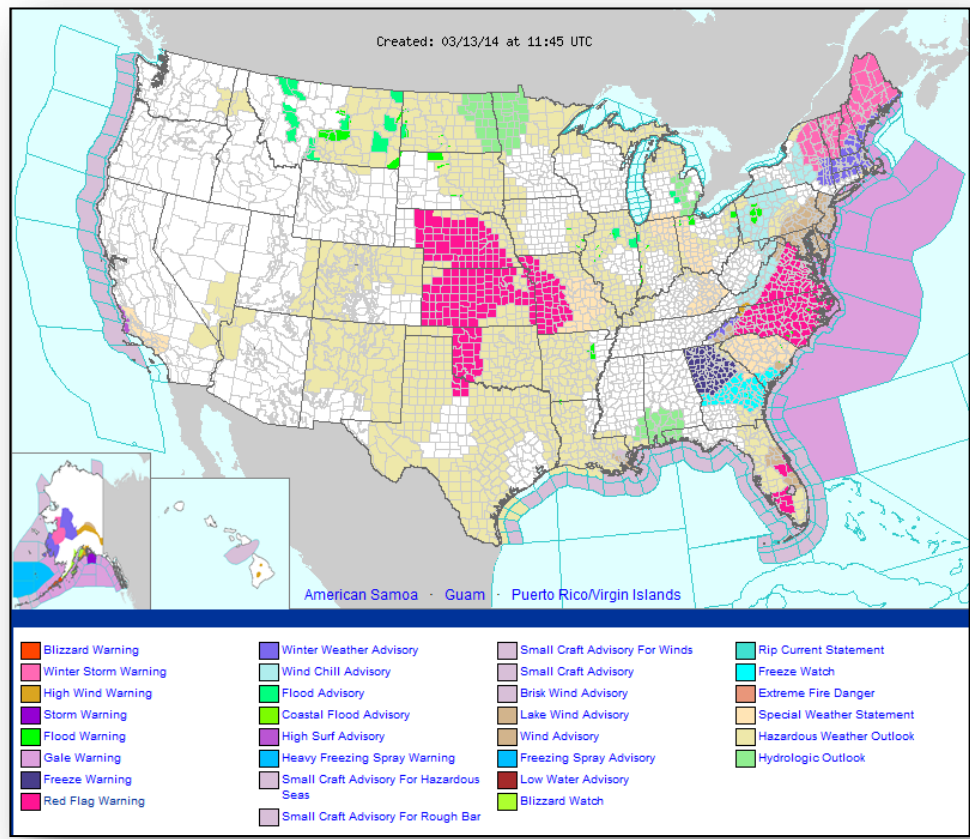 Created: 03/13/14 at 11:45 UTC
American Samoa · Guam · Puerto Rico/Virgin Islands
Blizzard Warning
Winter Storm Warning
High Wind Warning
Storm Warning
Flood Warning
Gale Warning
Freeze Warning
Red Flag Warning
Winter Weather Advisory
Wind Chill Advisory
Flood Advisory
Coastal Flood Advisory
High Surf Advisory
Heavy Freezing Spray Warning
Small Craft Advisory For Hazardous
Seas
Small Craft Advisory For Rough Bar
Small Craft Advisory For Winds
Small Craft Advisory
Brisk Wind Advisory
Lake Wind Advisory
Wind Advisory
Freezing Spray Advisory
Low Water Advisory
Blizzard Watch
Rip Current Statement
Freeze Watch
Extreme Fire Danger
Special Weather Statement
Hazardous Weather Outlook
Hydrologic Outlook